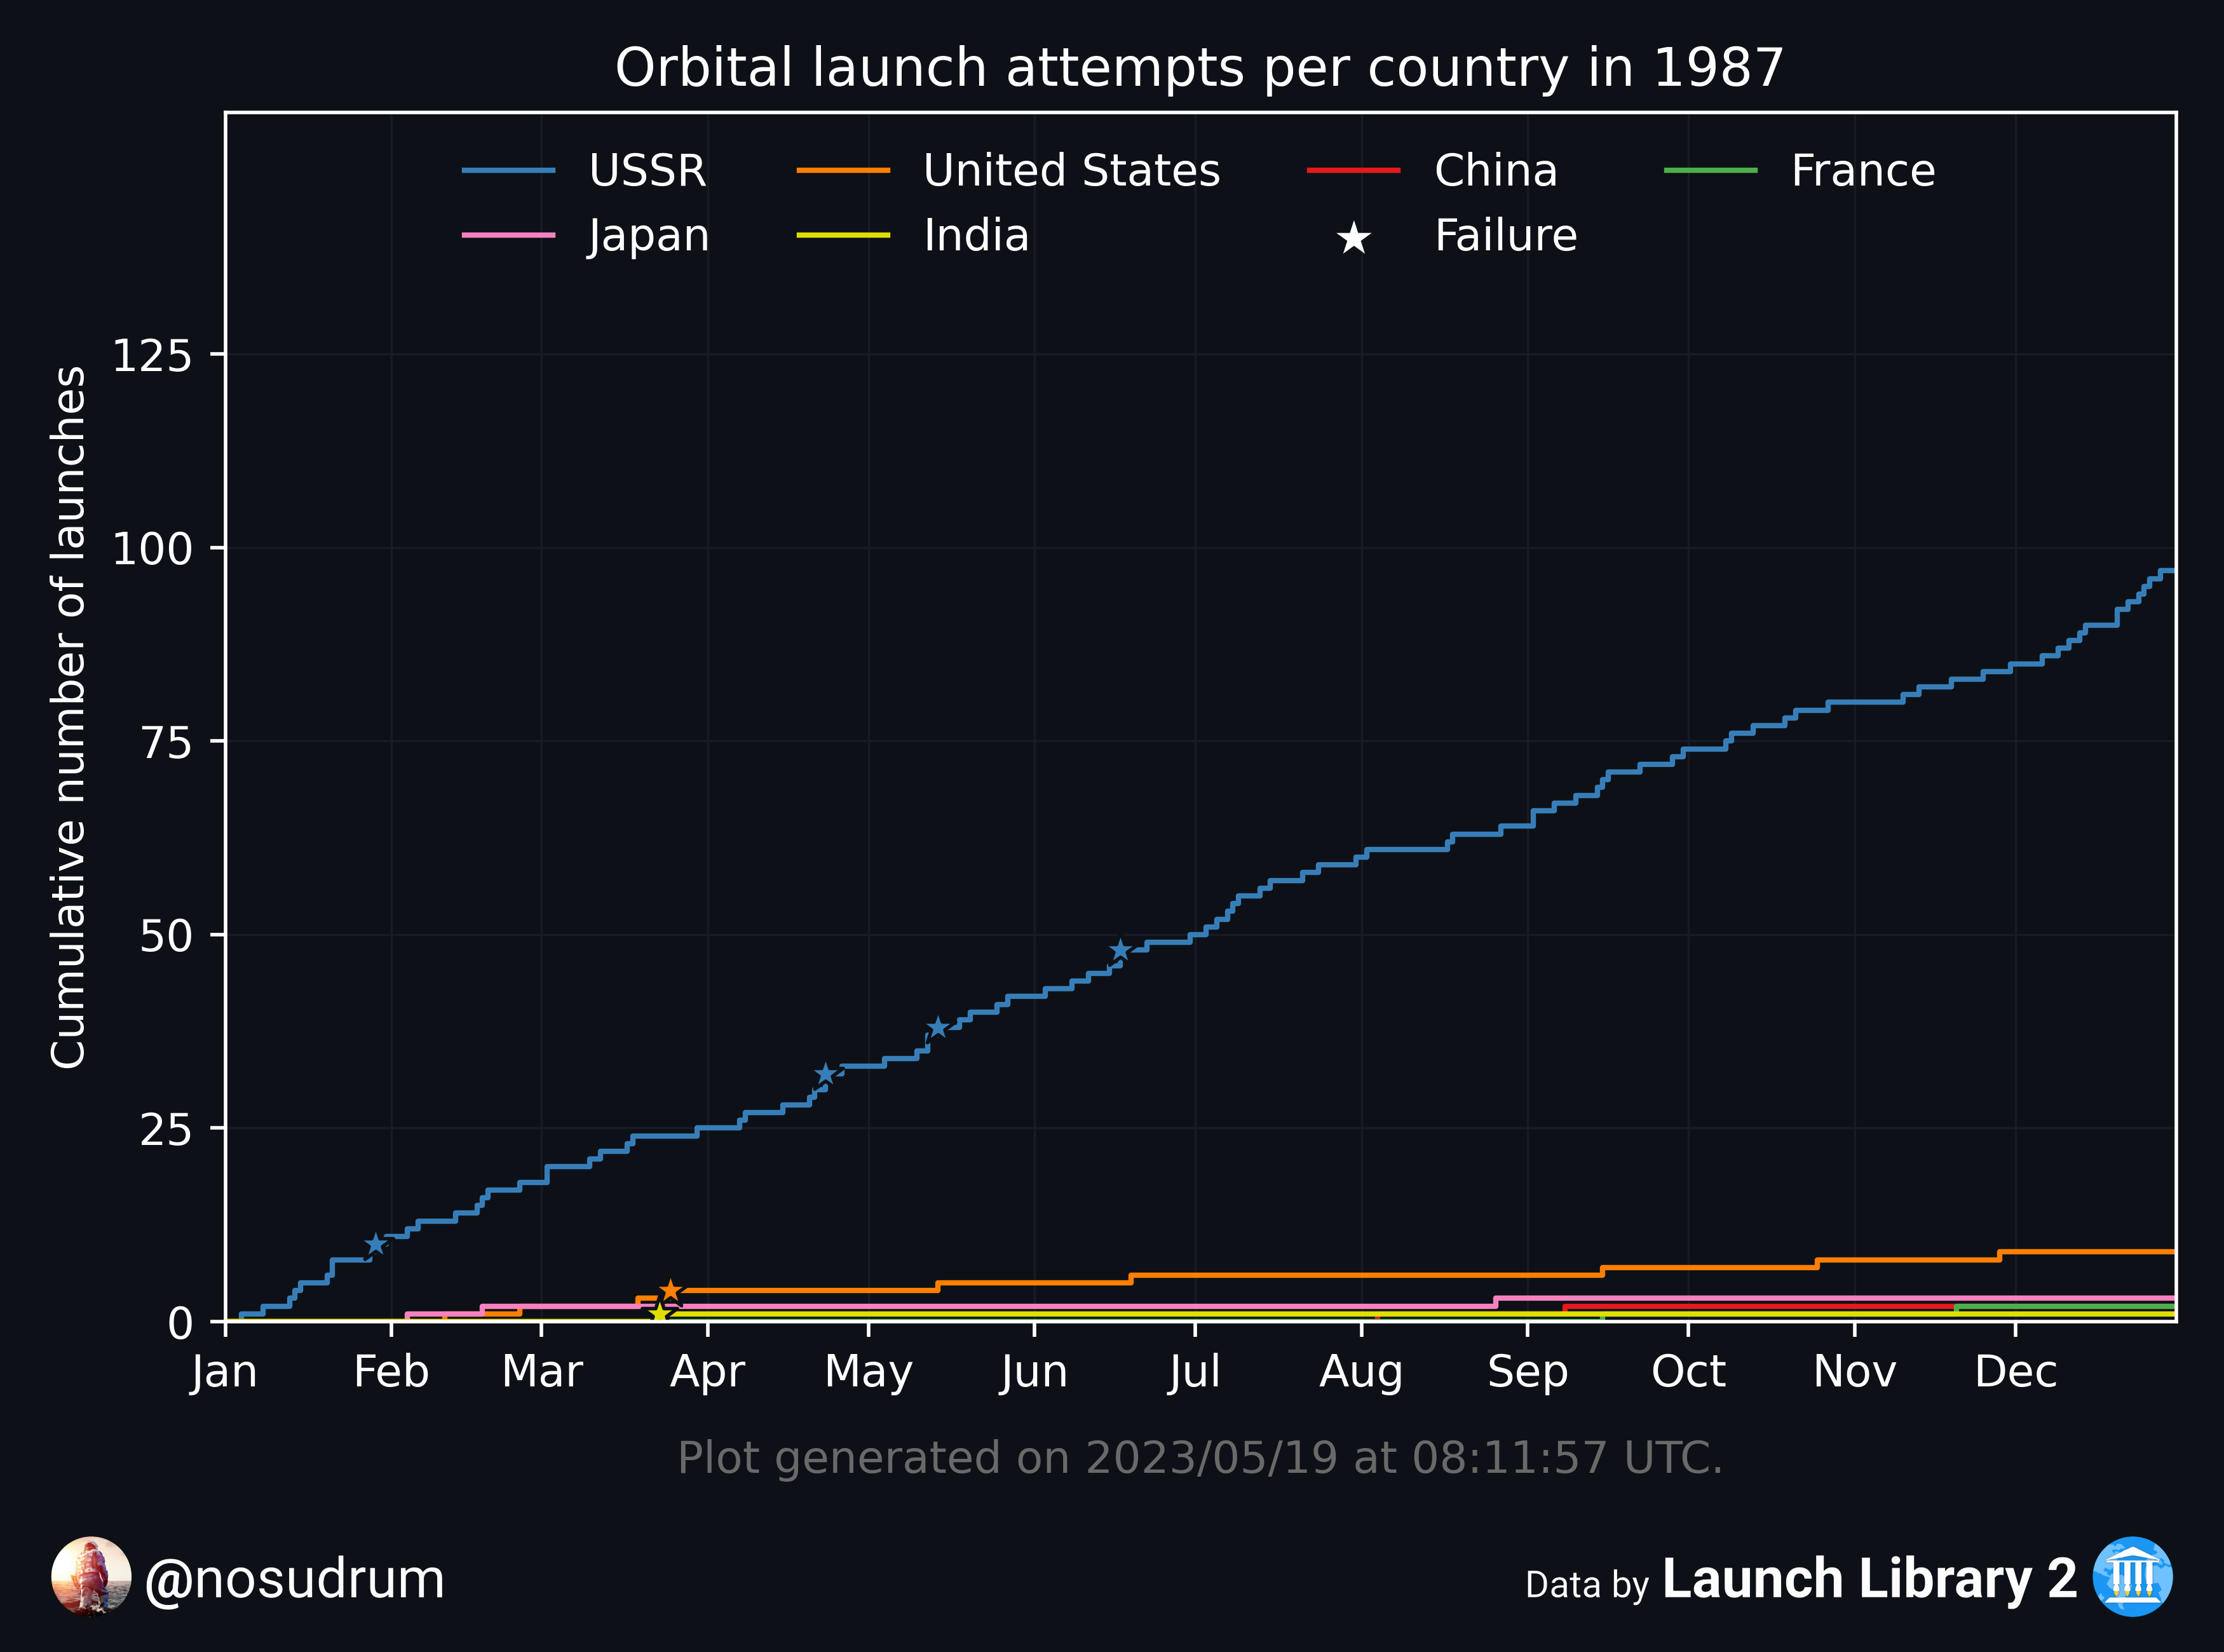 Orbital launch attempts per country in 1987
USSR United States China France
Japan India Failure
Cumulative number of launches
125
100
75
50
25
0
Jan Feb Mar Apr May Jun Jul Aug Sep Oct Nov Dec
Plot generated on 2023/05/19 at 08:11:57 UTC.
@nosudrum
Data by Launch Library 2